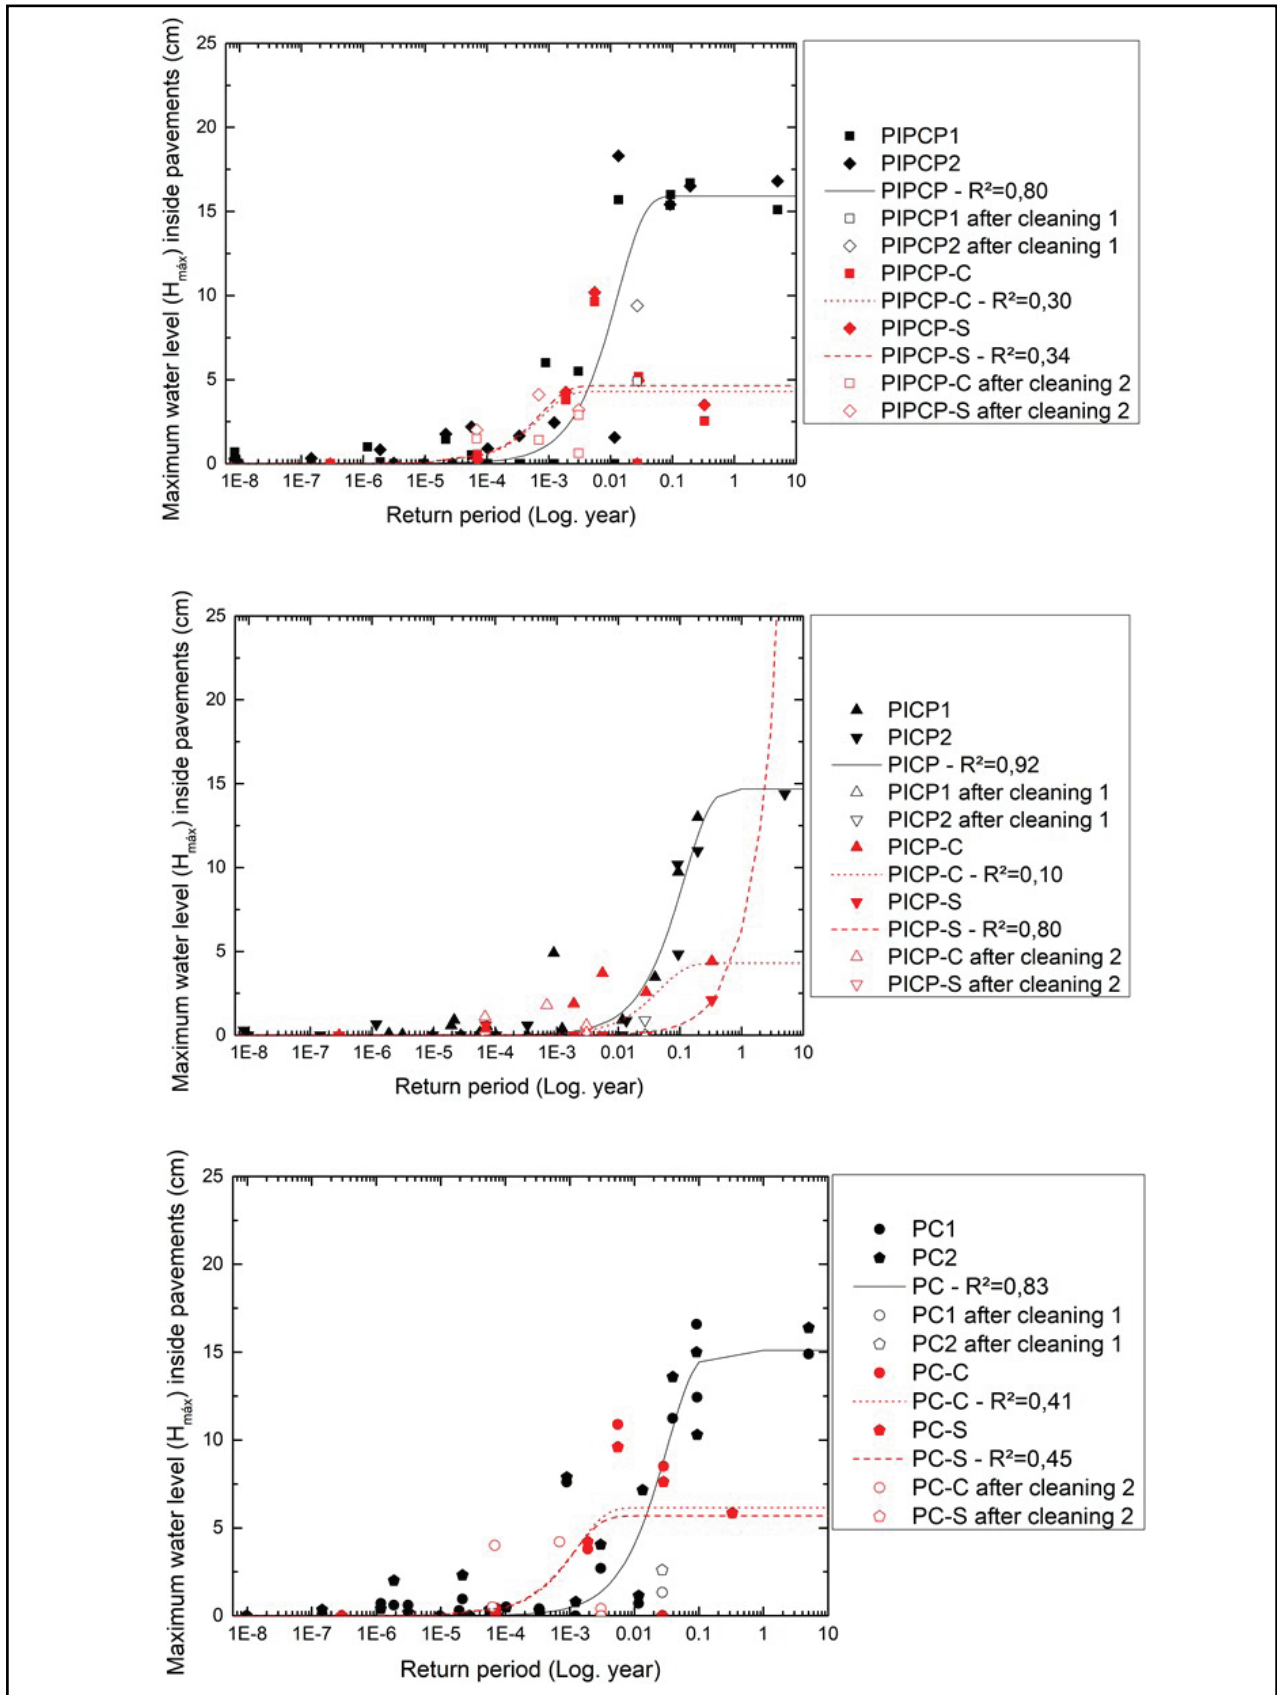 Maximum water level (Hmáx) inside pavements (cm)
25
20
15
10
5
0
1E-8 1E-7 1E-6 1E-5 1E-4 1E-3 0.01 0.1 1 10
Return period (Log. year)
PIPCP1
PIPCP2
PIPCP - R²=0,80
PIPCP1 after cleaning 1
PIPCP2 after cleaning 1
PIPCP-C
PIPCP-C - R²=0,30
PIPCP-S
PIPCP-S - R²=0,34
PIPCP-C after cleaning 2
PIPCP-S after cleaning 2
Maximum water level (Hmáx) inside pavements (cm)
25
20
15
10
5
0
1E-8 1E-7 1E-6 1E-5 1E-4 1E-3 0.01 0.1 1 10
Return period (Log. year)
PICP1
PICP2
PICP - R²=0,92
PICP1 after cleaning 1
PICP2 after cleaning 1
PICP-C
PICP-C - R²=0,10
PICP-S
PICP-S - R²=0,80
PICP-C after cleaning 2
PICP-S after cleaning 2
Maximum water level (Hmáx) inside pavements (cm)
25
20
15
10
5
0
1E-8 1E-7 1E-6 1E-5 1E-4 1E-3 0.01 0.1 1 10
Return period (Log. year)
PC1
PC2
PC - R²=0,83
PC1 after cleaning 1
PC2 after cleaning 1
PC-C
PC-C - R²=0,41
PC-S
PC-S - R²=0,45
PC-C after cleaning 2
PC-S after cleaning 2